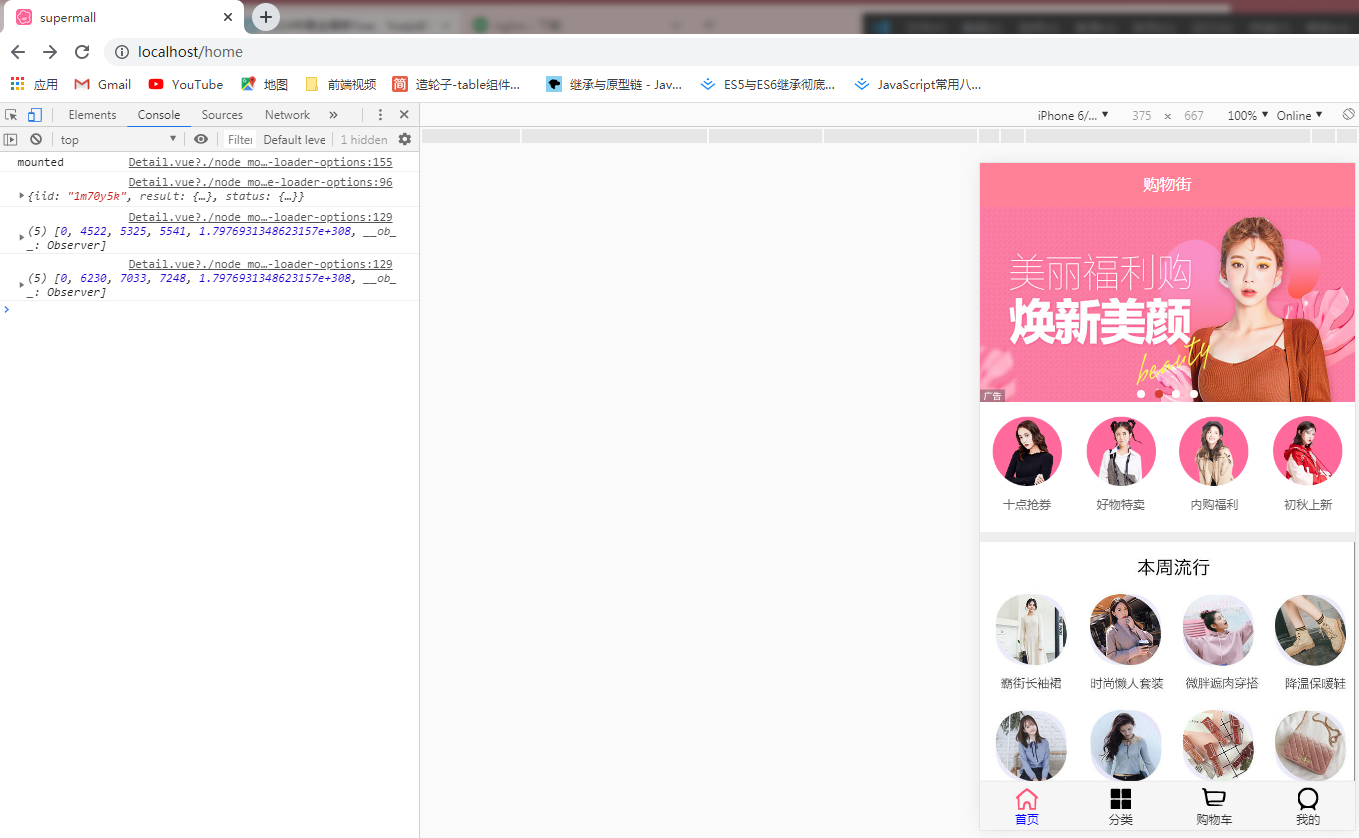 supermall
localhost/home
应用 Gmail YouTube 地图 前端视频 造轮子-table组件... 继承与原型链 - Jav... ES5与ES6继承彻底... JavaScript常用八...
Elements Console Sources Network »
top Filter Default leve 1 hidden
mounted Detail.vue?./node_mo…-loader-options:155
Detail.vue?./node_mo…e-loader-options:96
{iid: "1m70y5k", result: {…}, status: {…}}
Detail.vue?./node_mo…-loader-options:129
(5) [0, 4522, 5325, 5541, 1.7976931348623157e+308, __ob_
_: Observer]
Detail.vue?./node_mo…-loader-options:129
(5) [0, 6230, 7033, 7248, 1.7976931348623157e+308, __ob_
_: Observer]
iPhone 6/... 375 × 667 100% Online
购物街
美丽福利购
焕新美颜
beauty
广告
十点抢券 好物特卖 内购福利 初秋上新
本周流行
霸街长袖裙 时尚懒人套装 微胖遮肉穿搭 降温保暖鞋
首页 分类 购物车 我的